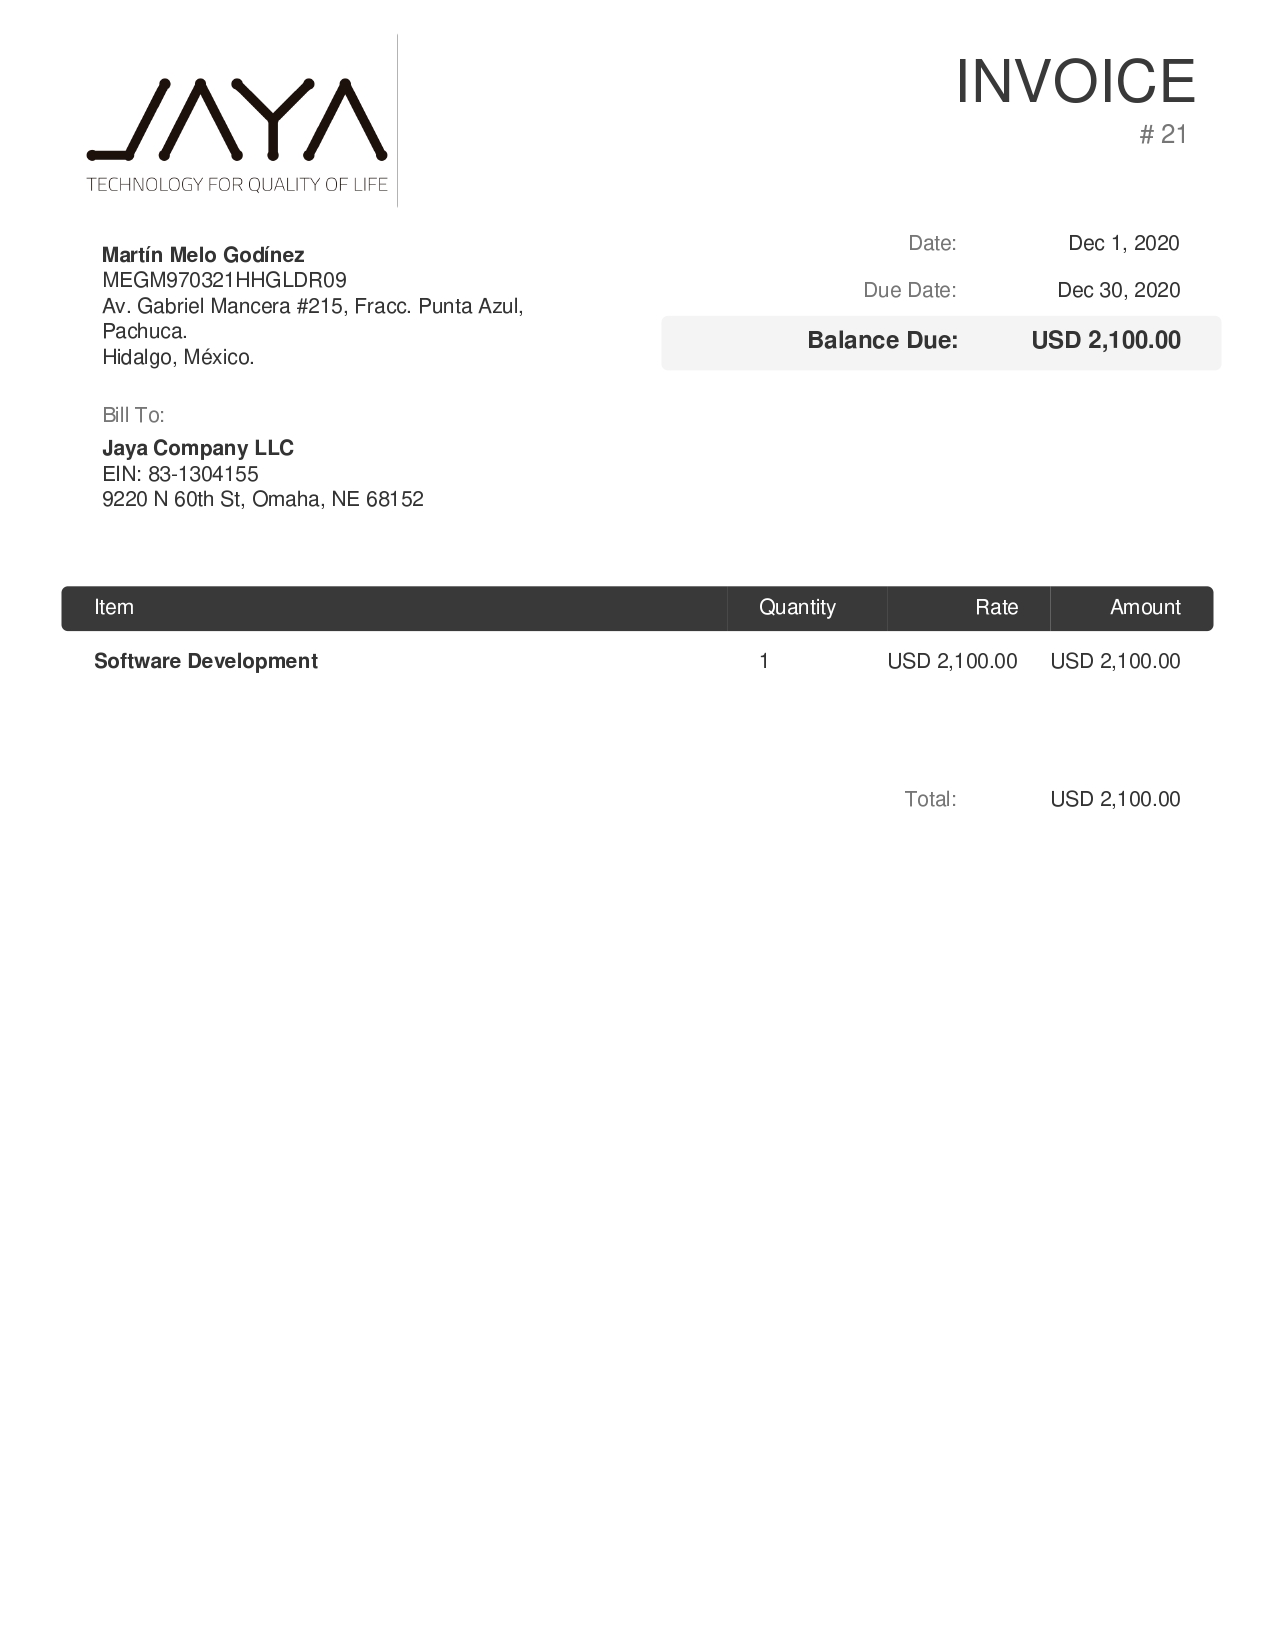 JAYA
TECHNOLOGY FOR QUALITY OF LIFE
INVOICE
# 21
Martín Melo Godínez
MEGM970321HHGLDR09
Av. Gabriel Mancera #215, Fracc. Punta Azul,
Pachuca.
Hidalgo, México.
Date: Dec 1, 2020
Due Date: Dec 30, 2020
Balance Due: USD 2,100.00
Bill To:
Jaya Company LLC
EIN: 83-1304155
9220 N 60th St, Omaha, NE 68152
Item Quantity Rate Amount
Software Development 1 USD 2,100.00 USD 2,100.00
Total: USD 2,100.00